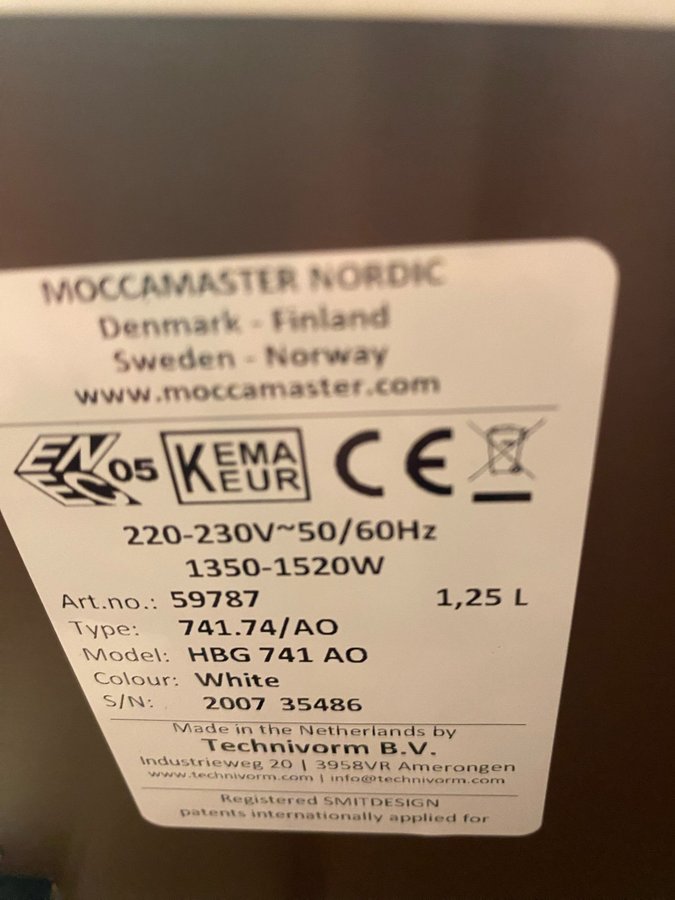 MOCCAMASTER NORDIC
Denmark - Finland
Sweden - Norway
www.moccamaster.com
EN EC 05 KEMA KEUR CE
220-230V~50/60Hz
1350-1520W
Art.no.: 59787 1,25 L
Type: 741.74/AO
Model: HBG 741 AO
Colour: White
S/N: 2007 35486
Made in the Netherlands by
Technivorm B.V.
Industrieweg 20 | 3958VR Amerongen
www.technivorm.com | info@technivorm.com
Registered SMITDESIGN
patents internationally applied for